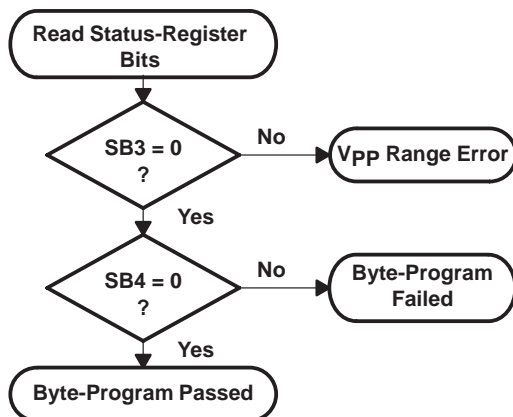 Read Status-Register
Bits
SB3 = 0
?
No
VPP Range Error
Yes
SB4 = 0
?
No
Byte-Program
Failed
Yes
Byte-Program Passed